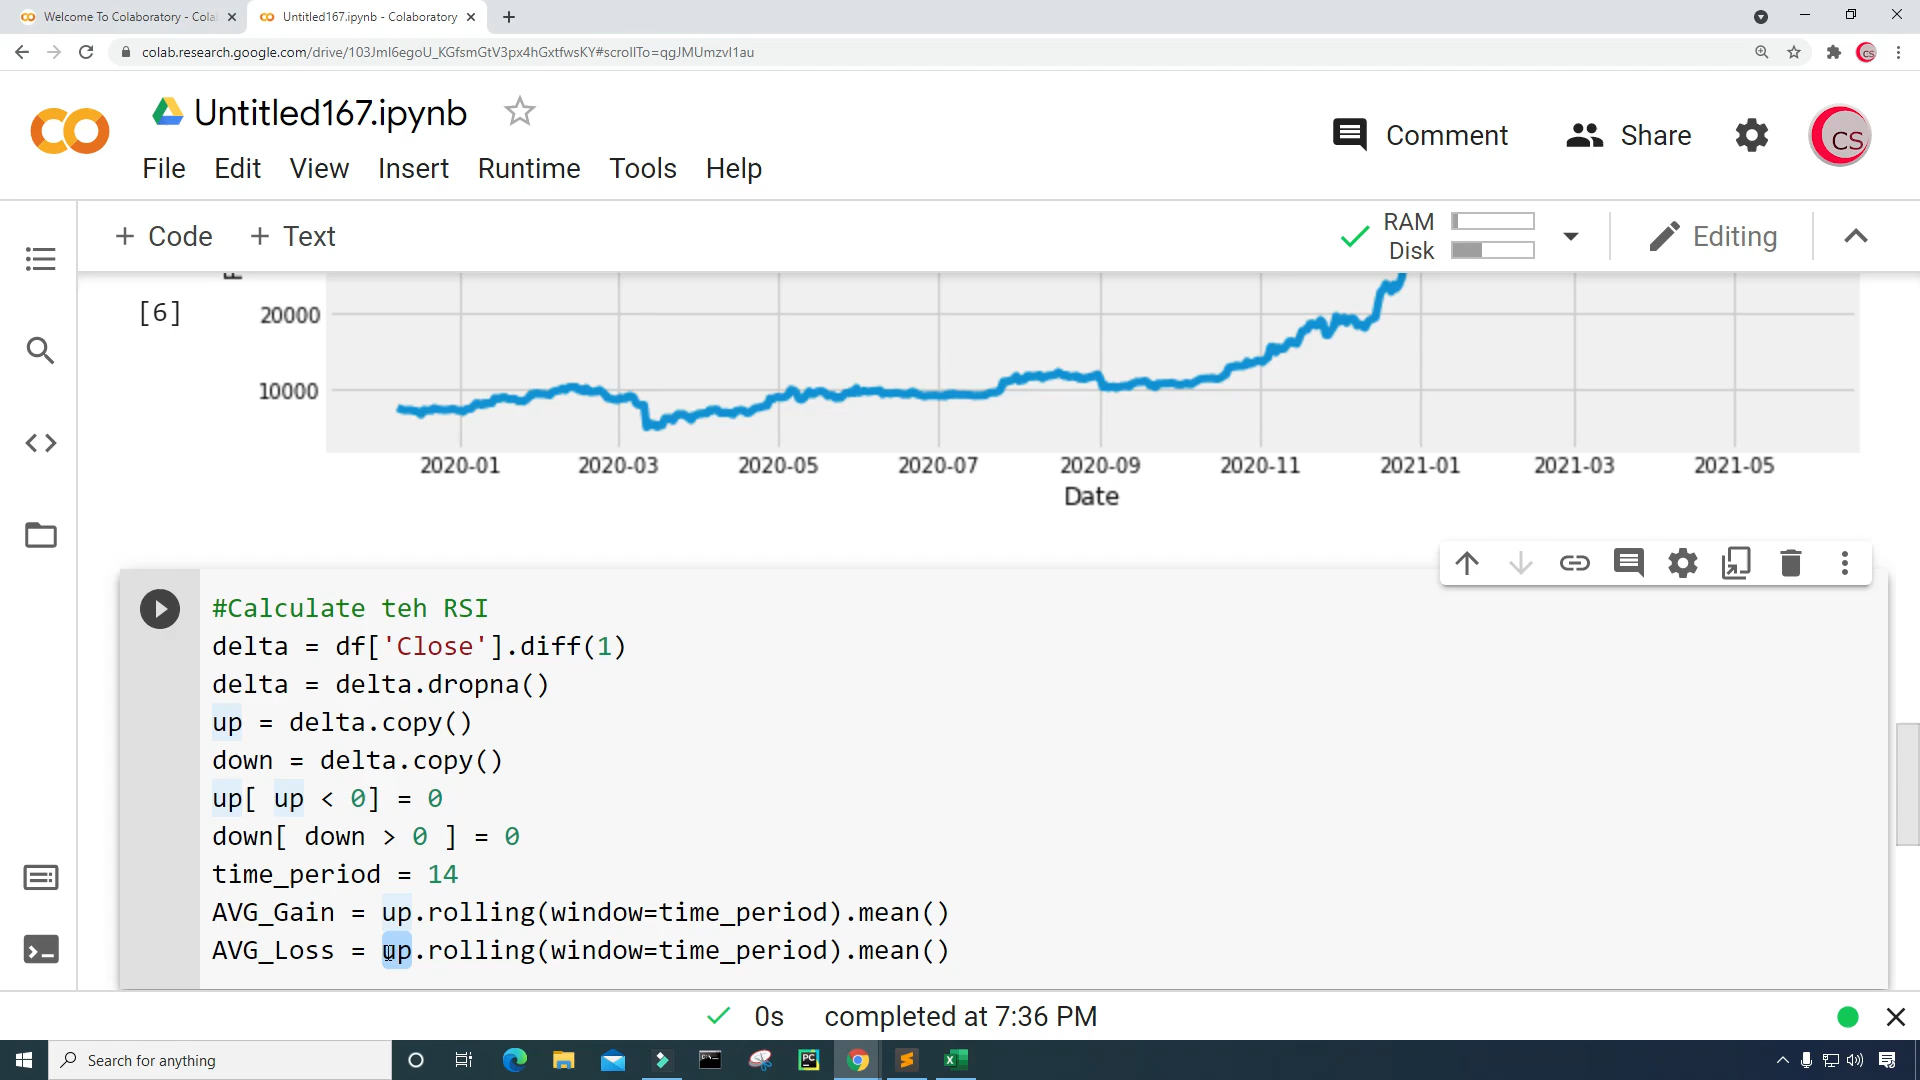 Welcome To Colaboratory - Cola
Untitled167.ipynb - Colaboratory
colab.research.google.com/drive/103JmI6egoU_KGfsmGtV3px4hGxtfwsKY#scrollTo=qgJMUmzvI1au
Untitled167.ipynb
Comment
Share
CS
File Edit View Insert Runtime Tools Help
+ Code + Text
RAM
Disk
Editing
[6]
20000
10000
2020-01 2020-03 2020-05 2020-07 2020-09 2020-11 2021-01 2021-03 2021-05
Date
#Calculate teh RSI
delta = df['Close'].diff(1)
delta = delta.dropna()
up = delta.copy()
down = delta.copy()
up[ up < 0] = 0
down[ down > 0 ] = 0
time_period = 14
AVG_Gain = up.rolling(window=time_period).mean()
AVG_Loss = up.rolling(window=time_period).mean()
0s completed at 7:36 PM
Search for anything